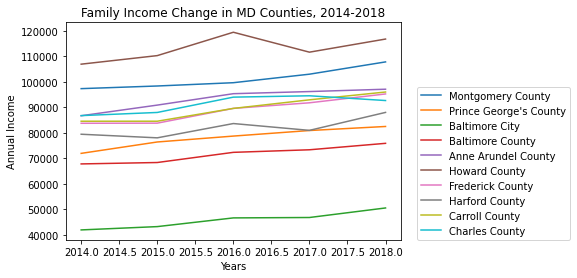 Family Income Change in MD Counties, 2014-2018
120000
110000
100000
90000
80000
70000
60000
50000
40000
Annual Income
2014.0 2014.5 2015.0 2015.5 2016.0 2016.5 2017.0 2017.5 2018.0
Years
Montgomery County
Prince George's County
Baltimore City
Baltimore County
Anne Arundel County
Howard County
Frederick County
Harford County
Carroll County
Charles County